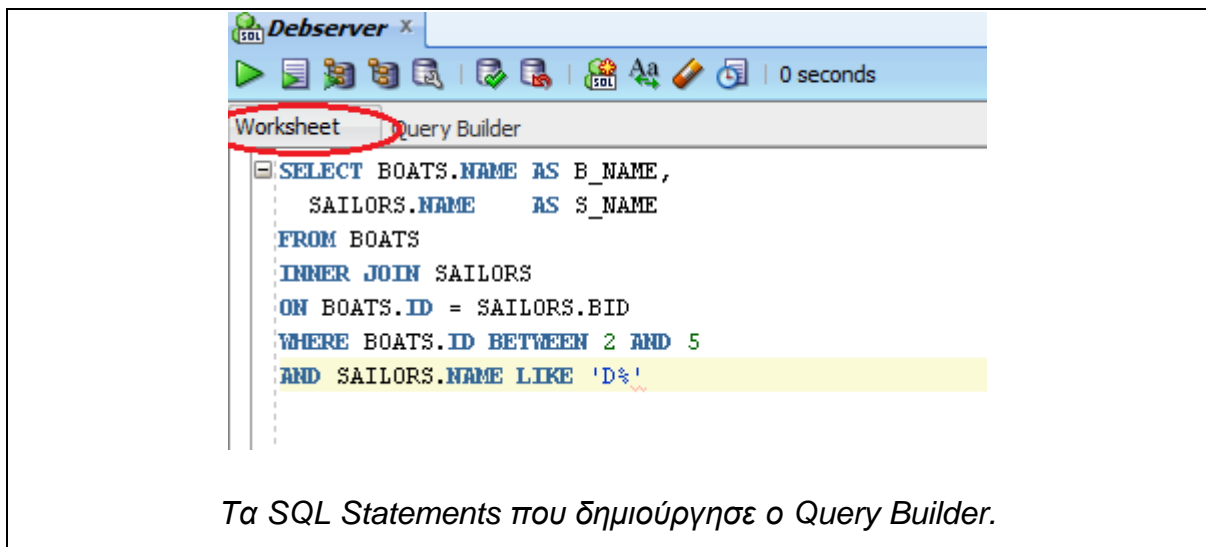 Debserver
0 seconds
Worksheet Query Builder
SELECT BOATS.NAME AS B_NAME,
SAILORS.NAME AS S_NAME
FROM BOATS
INNER JOIN SAILORS
ON BOATS.ID = SAILORS.BID
WHERE BOATS.ID BETWEEN 2 AND 5
AND SAILORS.NAME LIKE 'D%'
Τα SQL Statements που δημιούργησε ο Query Builder.